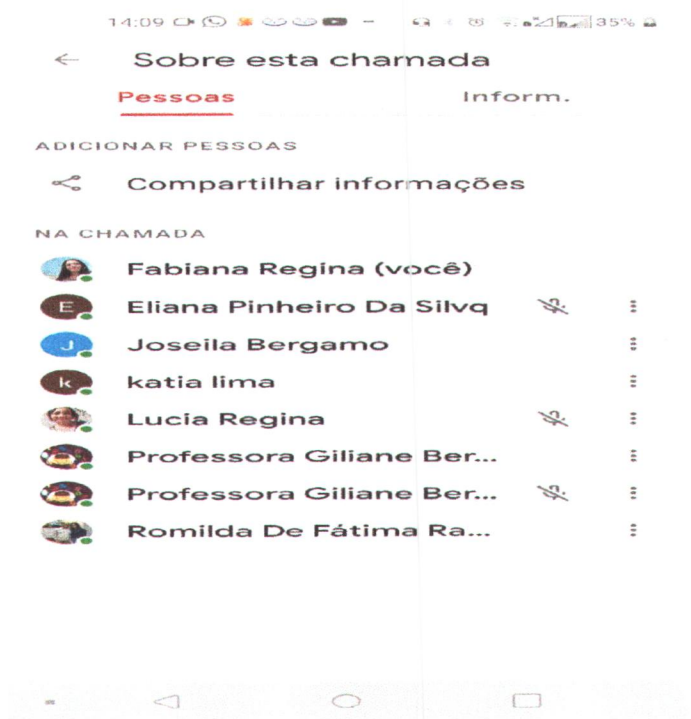 14:09 35%
Sobre esta chamada
Pessoas Inform.
ADICIONAR PESSOAS
Compartilhar informações
NA CHAMADA
Fabiana Regina (você)
E Eliana Pinheiro Da Silvq
J Joseila Bergamo
k katia lima
Lucia Regina
Professora Giliane Ber...
Professora Giliane Ber...
Romilda De Fátima Ra...